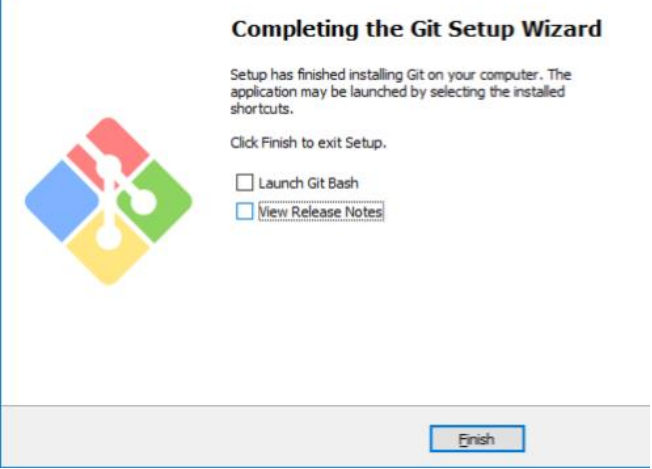 Completing the Git Setup Wizard
Setup has finished installing Git on your computer. The
application may be launched by selecting the installed
shortcuts.
Click Finish to exit Setup.
Launch Git Bash
View Release Notes
Finish